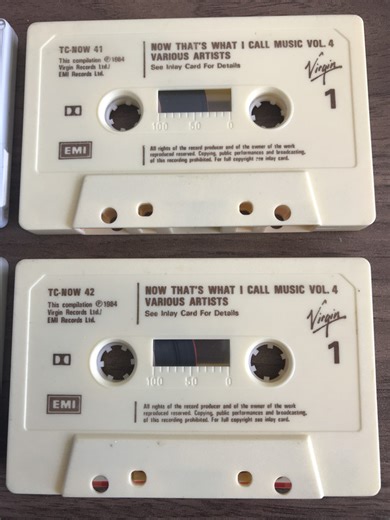 TC-NOW 41
NOW THAT'S WHAT I CALL MUSIC VOL. 4
VARIOUS ARTISTS
This compilation ℗1984
Virgin Records Ltd./
EMI Records Ltd.
See Inlay Card For Details
Virgin
1
100 50 0
EMI
All rights of the record producer and of the owner of the work
reproduced reserved. Copying, public performances and broadcasting,
of this recording prohibited. For full copyright see inlay card.
TC-NOW 42
NOW THAT'S WHAT I CALL MUSIC VOL. 4
VARIOUS ARTISTS
This compilation ℗1984
Virgin Records Ltd./
EMI Records Ltd.
See Inlay Card For Details
Virgin
1
100 50 0
EMI
All rights of the record producer and of the owner of the work
reproduced reserved. Copying, public performances and broadcasting,
of this recording prohibited. For full copyright see inlay card.